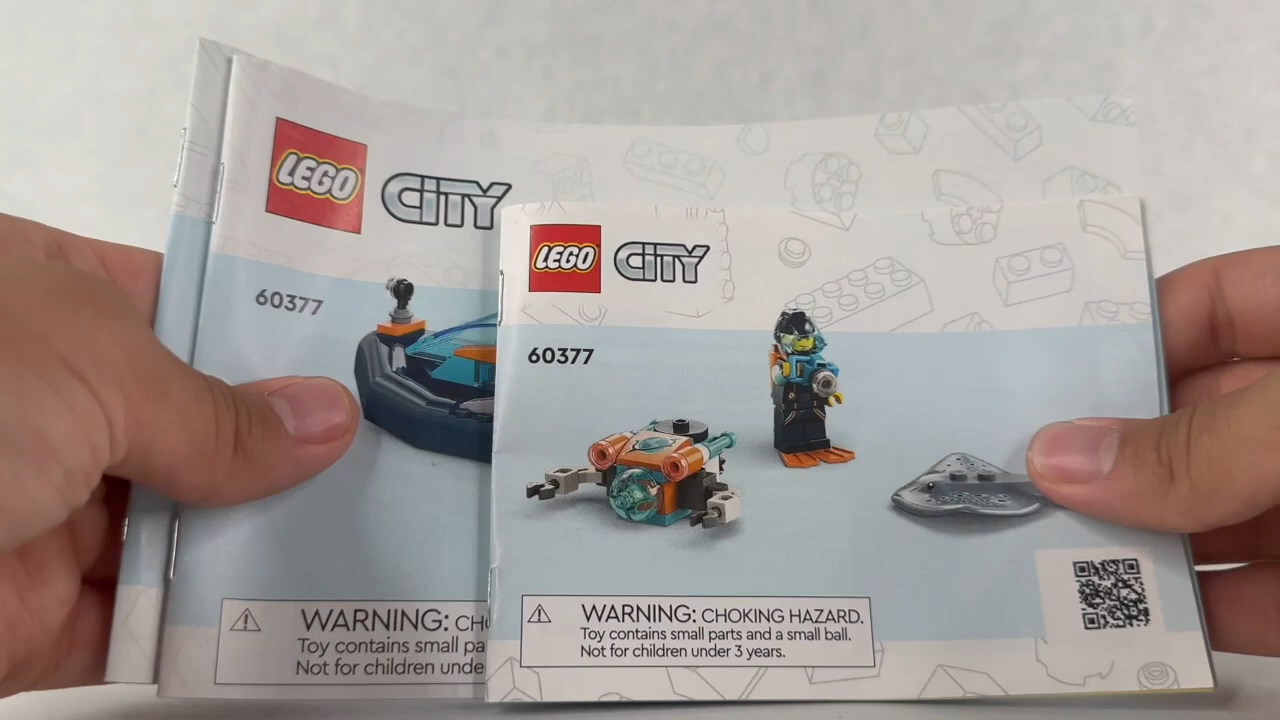 LEGO CITY
60377
WARNING: CH
Toy contains small pa
Not for children unde
LEGO CITY
60377
WARNING: CHOKING HAZARD.
Toy contains small parts and a small ball.
Not for children under 3 years.